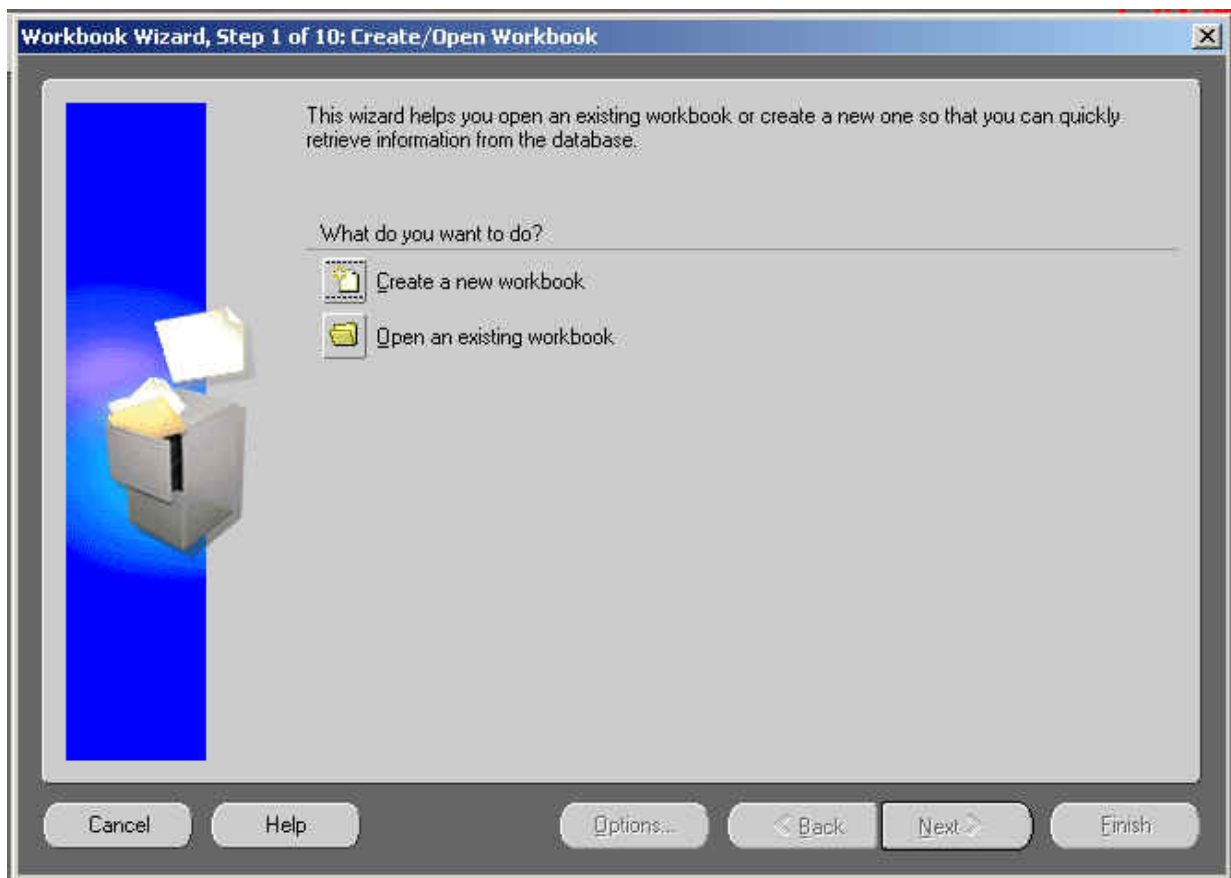 Workbook Wizard, Step 1 of 10: Create/Open Workbook
This wizard helps you open an existing workbook or create a new one so that you can quickly
retrieve information from the database.
What do you want to do?
Create a new workbook
Open an existing workbook
Cancel
Help
Options...
< Back
Next >
Finish